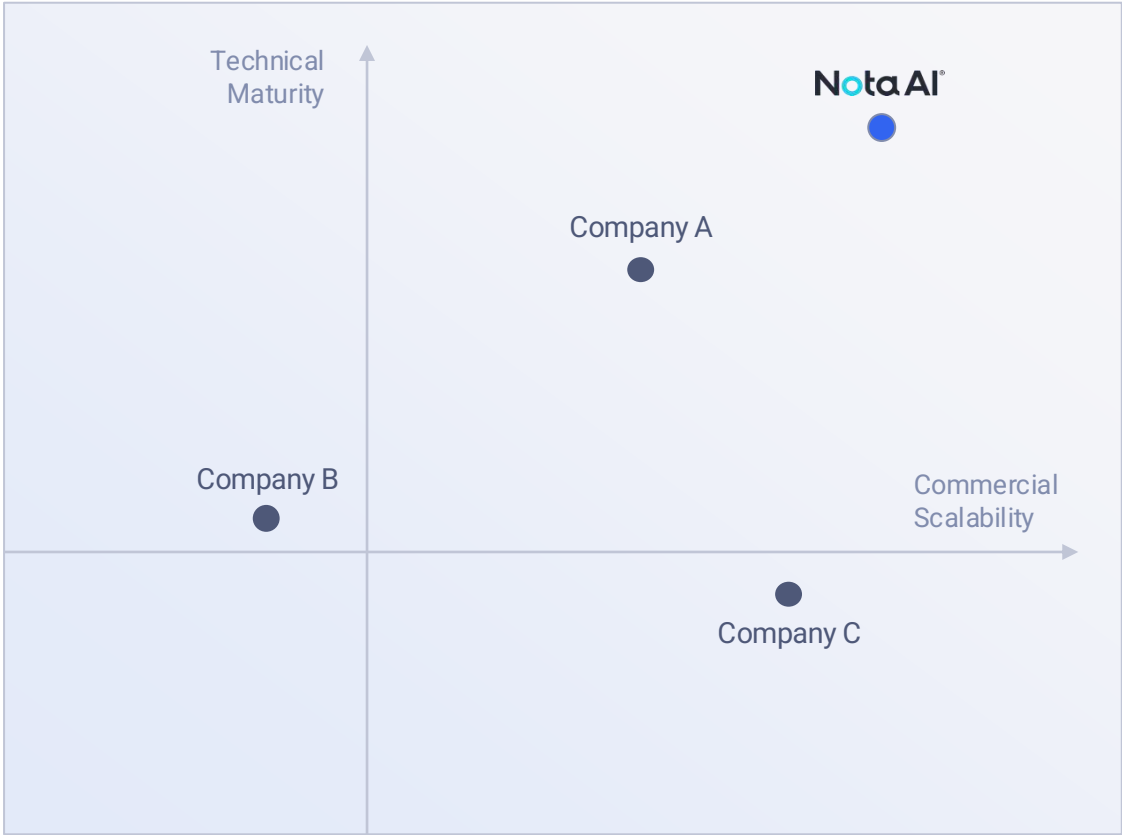 Technical
Maturity
Nota AI®
Company A
Company B
Commercial
Scalability
Company C